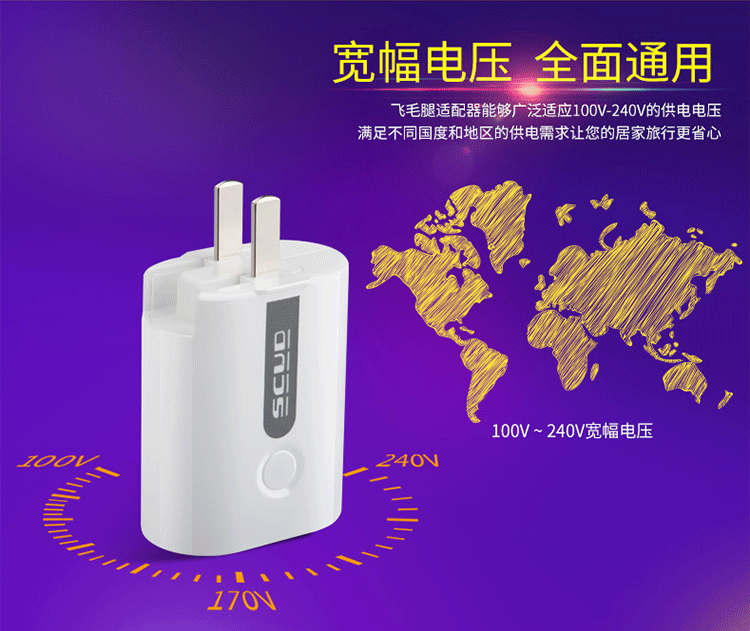 宽幅电压 全面通用
飞毛腿适配器能够广泛适应100V-240V的供电电压
满足不同国度和地区的供电需求让您的居家旅行更省心
SCUD
100V ~ 240V宽幅电压
100V
240V
170V